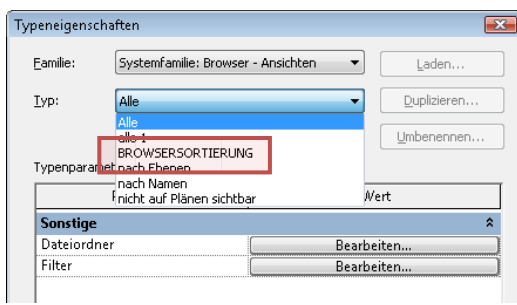 Typeneigenschaften
Familie: Systemfamilie: Browser - Ansichten Laden...
Typ: Alle Duplizieren...
Alle
alle 1
Umbenennen...
BROWSERSORTIERUNG
nach Ebenen
Typenparamet
nach Namen
nicht auf Plänen sichtbar
Wert
Sonstige
Dateiordner Bearbeiten...
Filter Bearbeiten...